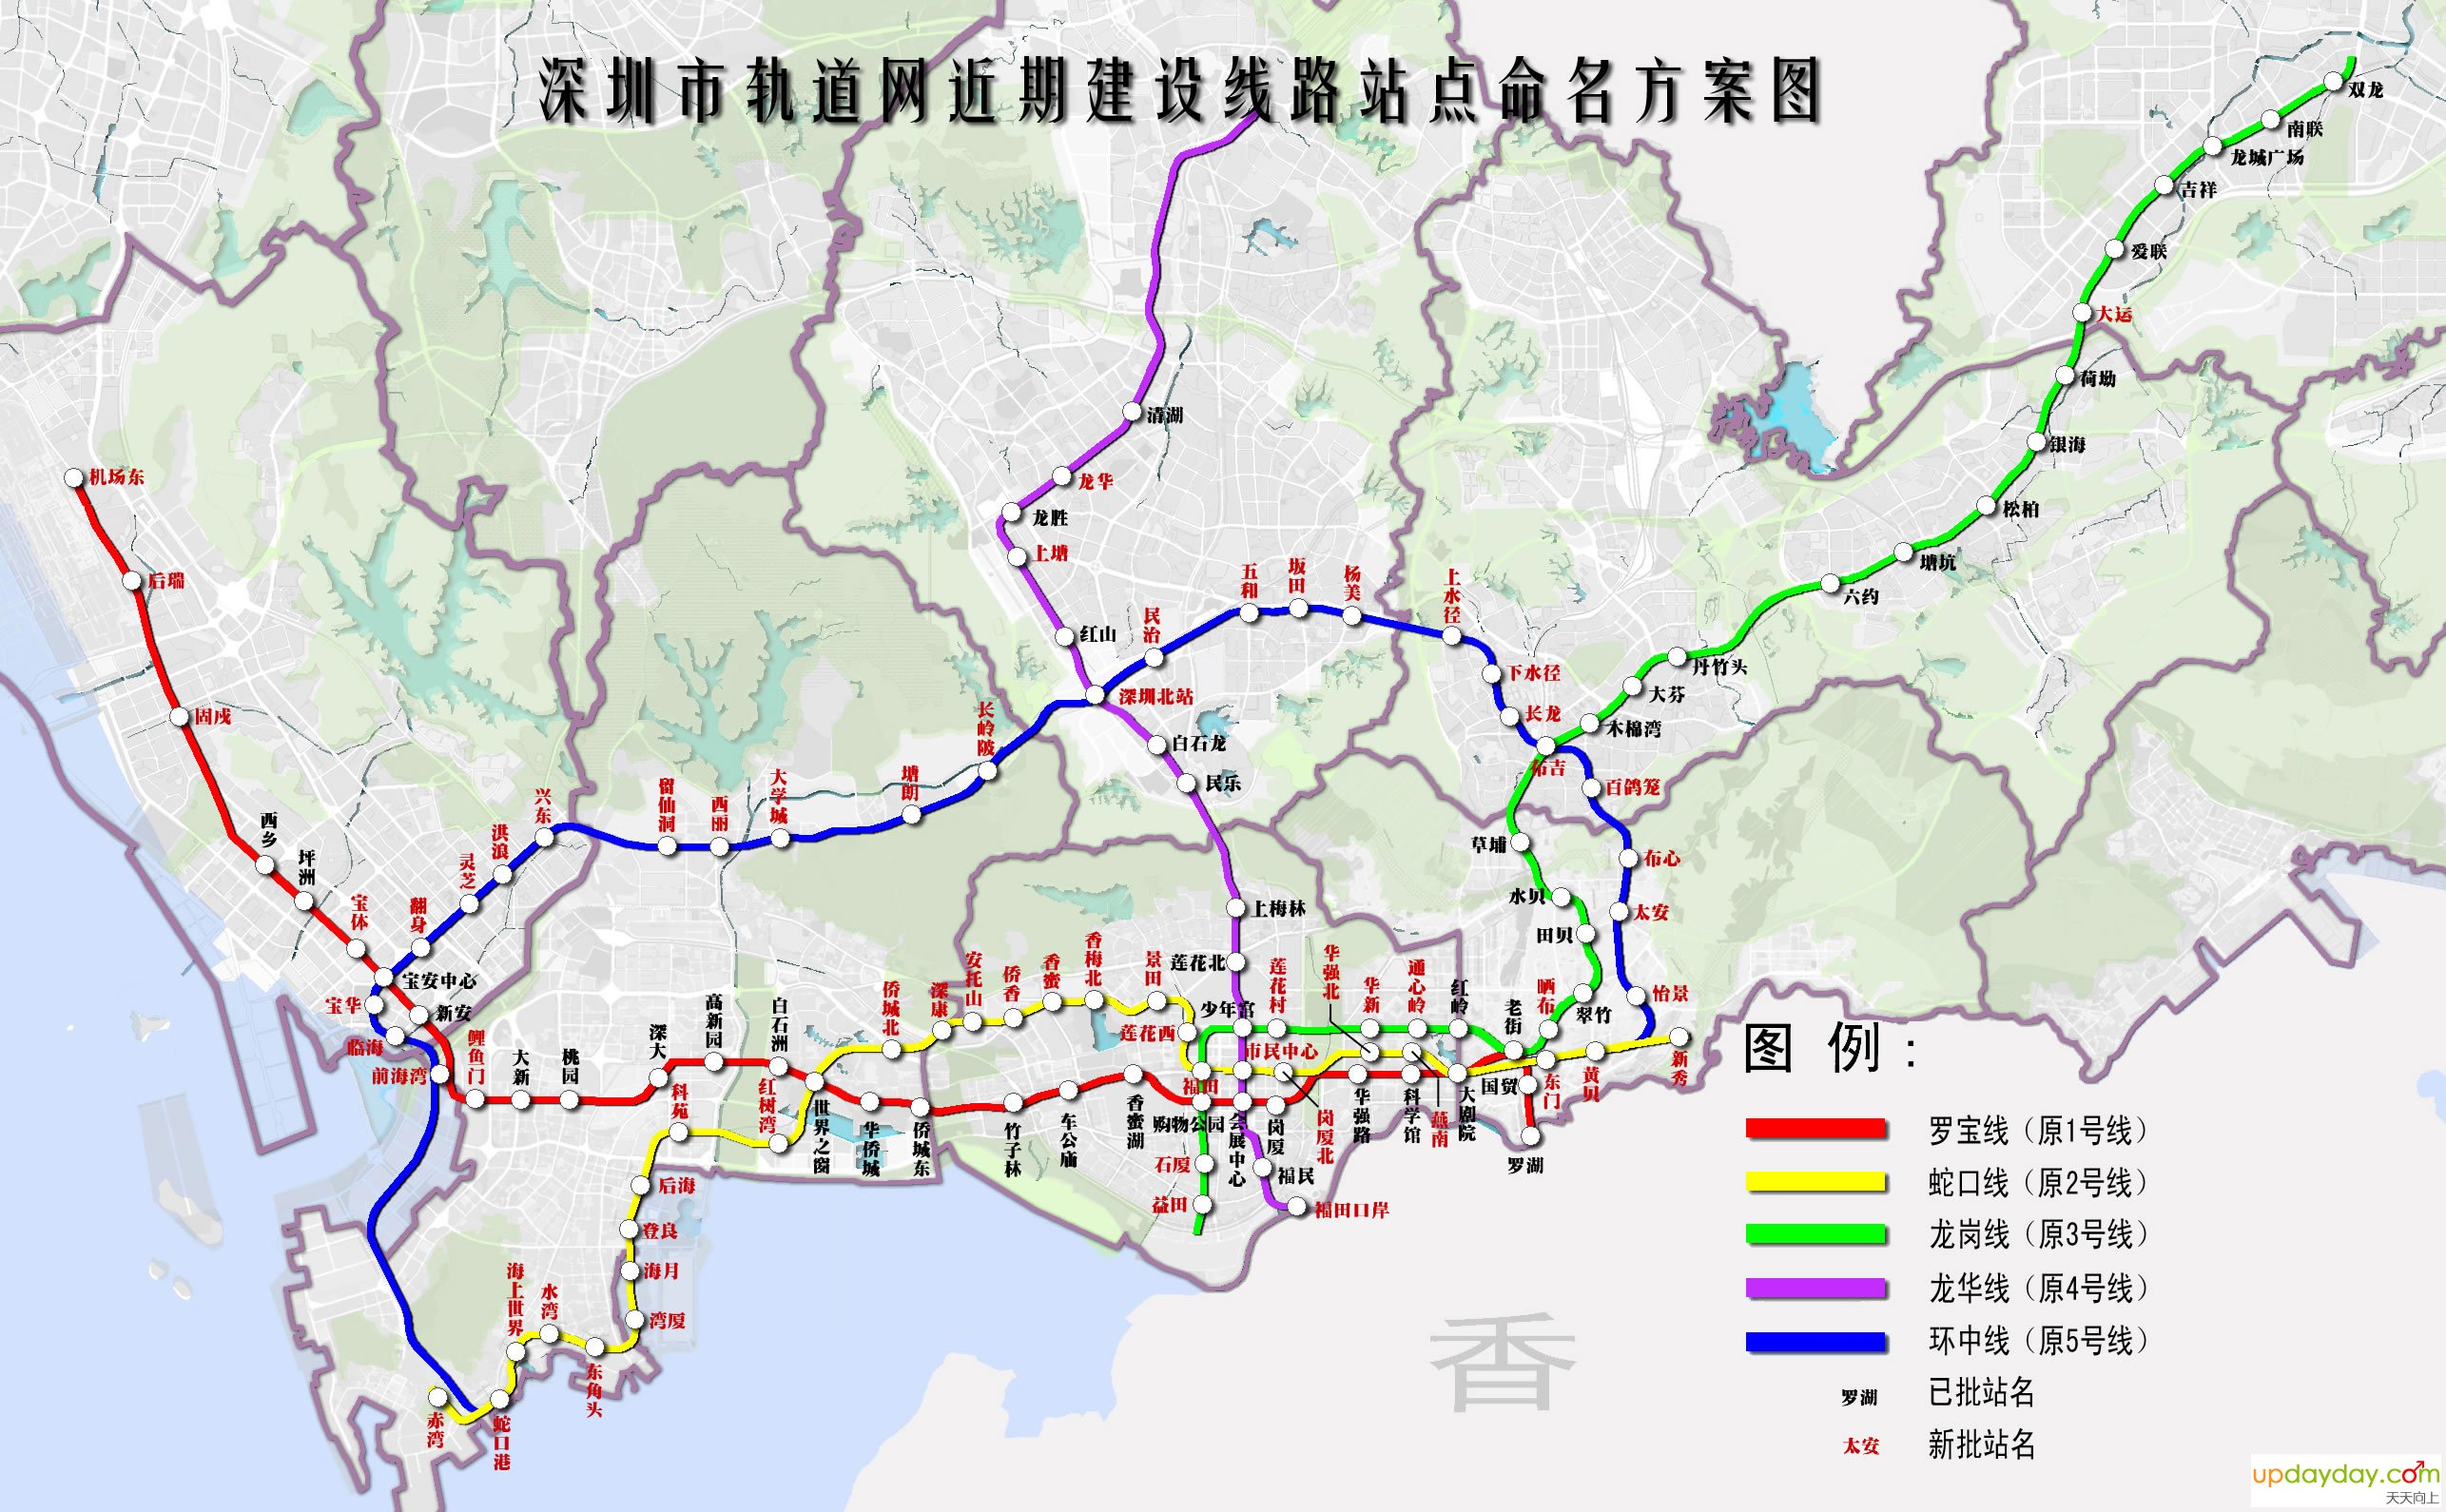 深圳市轨道网近期建设线路站点命名方案图
双龙
南联
龙城广场
吉祥
爱联
大运
荷坳
银海
松柏
塘坑
六约
丹竹头
大芬
木棉湾
布吉
草埔
水贝
田贝
翠竹
晒布
老街
红岭
通心岭
华新
莲花村
少年宫
福田
购物公园
石厦
益田
清湖
龙华
龙胜
上塘
红山
深圳北站
白石龙
民乐
上梅林
莲花北
市民中心
会展中心
福民
福田口岸
民治
五和
坂田
杨美
上水径
下水径
长龙
百鸽笼
布心
太安
怡景
长岭陂
塘朗
大学城
西丽
留仙洞
兴东
洪浪
灵芝
翻身
宝安中心
宝华
临海
前海湾
机场东
后瑞
固戍
西乡
坪洲
宝体
新安
鲤鱼门
大新
桃园
深大
高新园
白石洲
世界之窗
华侨城
侨城东
竹子林
车公庙
香蜜湖
岗厦
华强路
科学馆
大剧院
国贸
罗湖
赤湾
蛇口港
海上世界
水湾
东角头
湾厦
海月
登良
后海
科苑
红树湾
侨城北
深康
安托山
侨香
香蜜
香梅北
景田
莲花西
岗厦北
华强北
燕南
东门
黄贝
新秀
图 例：
罗宝线（原1号线）
蛇口线（原2号线）
龙岗线（原3号线）
龙华线（原4号线）
环中线（原5号线）
罗湖 已批站名
太安 新批站名
香
updayday.com
天天向上